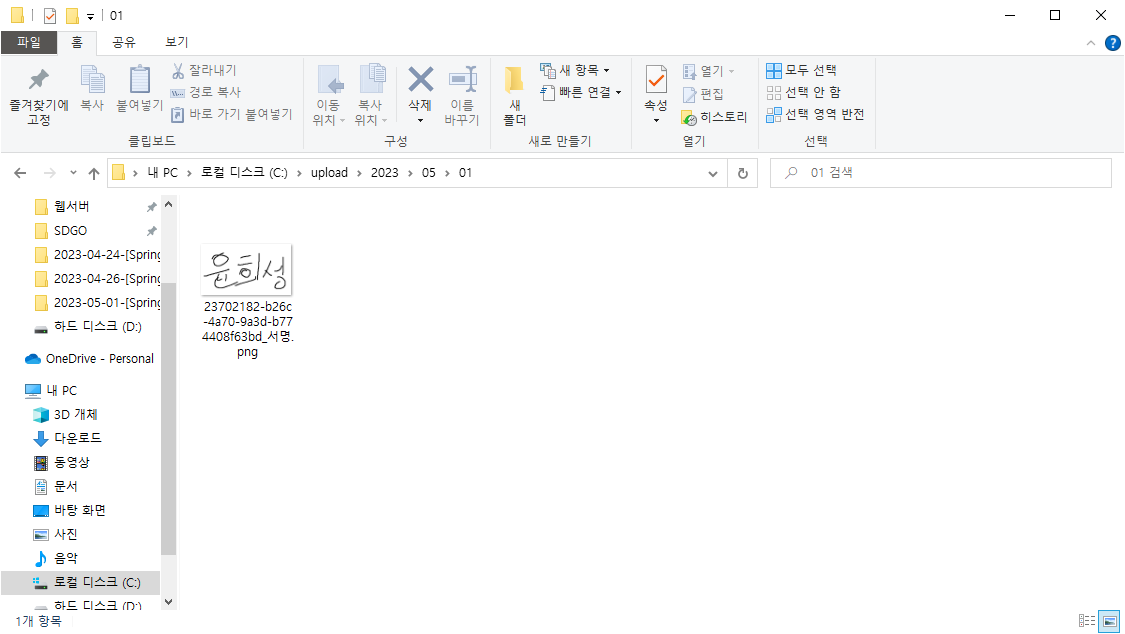 01
파일
홈
공유
보기
즐겨찾기에
고정
복사
붙여넣기
잘라내기
경로 복사
바로 가기 붙여넣기
클립보드
이동
위치
복사
위치
삭제
이름
바꾸기
구성
새
폴더
새 항목
빠른 연결
새로 만들기
속성
열기
편집
히스토리
열기
모두 선택
선택 안 함
선택 영역 반전
선택
내 PC › 로컬 디스크 (C:) › upload › 2023 › 05 › 01
01 검색
웹서버
SDGO
2023-04-24-[Spring
2023-04-26-[Spring
2023-05-01-[Spring
하드 디스크 (D:)
OneDrive - Personal
내 PC
3D 개체
다운로드
동영상
문서
바탕 화면
사진
음악
로컬 디스크 (C:)
하드 디스크 (D:)
윤희성
23702182-b26c
-4a70-9a3d-b77
4408f63bd_서명.
png
1개 항목